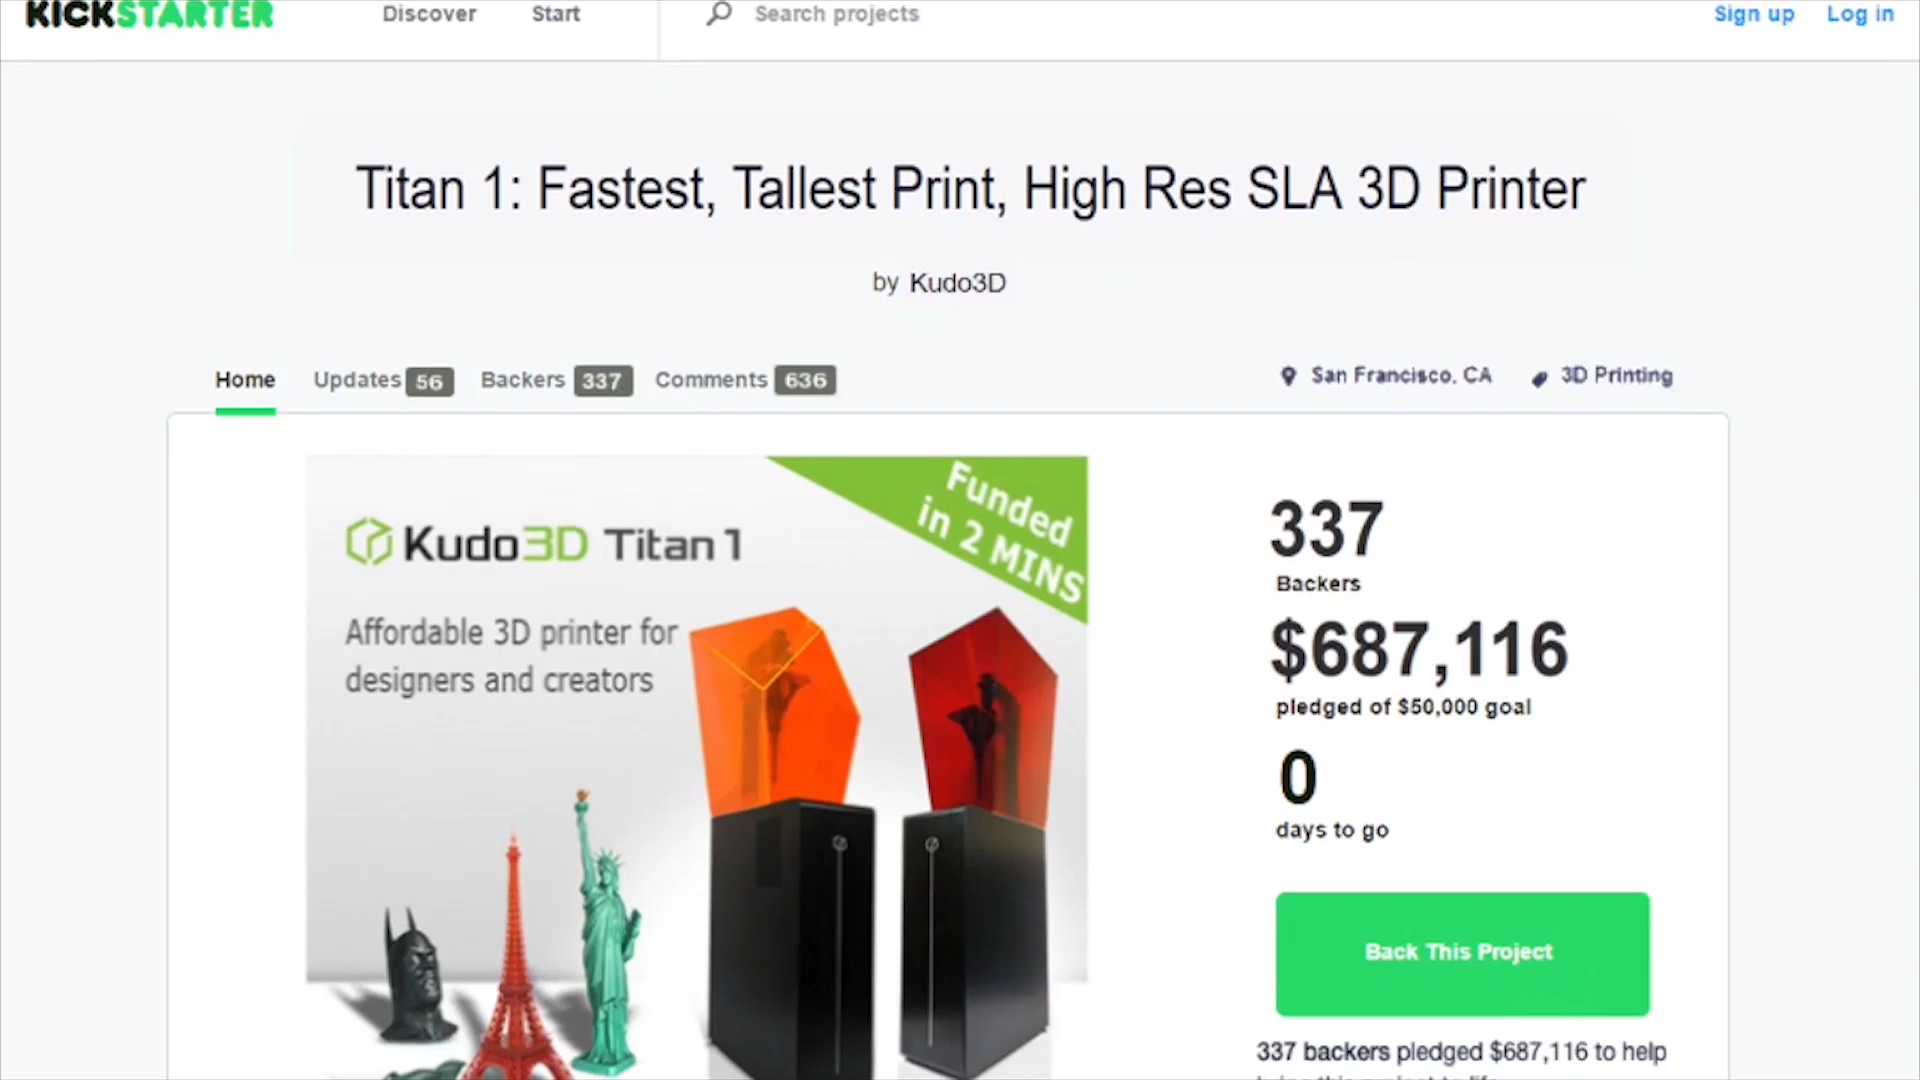 KICKSTARTER Discover Start Search projects Sign up Log in
Titan 1: Fastest, Tallest Print, High Res SLA 3D Printer
by Kudo3D
Home Updates 56 Backers 337 Comments 636 San Francisco, CA 3D Printing
Funded
in 2 MINS
Kudo3D Titan 1
Affordable 3D printer for
designers and creators
337
Backers
$687,116
pledged of $50,000 goal
0
days to go
Back This Project
337 backers pledged $687,116 to help